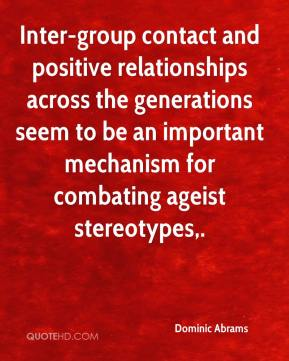 Inter-group contact and
positive relationships
across the generations
seem to be an important
mechanism for
combating ageist
stereotypes,.
Dominic Abrams
QUOTEHD.COM